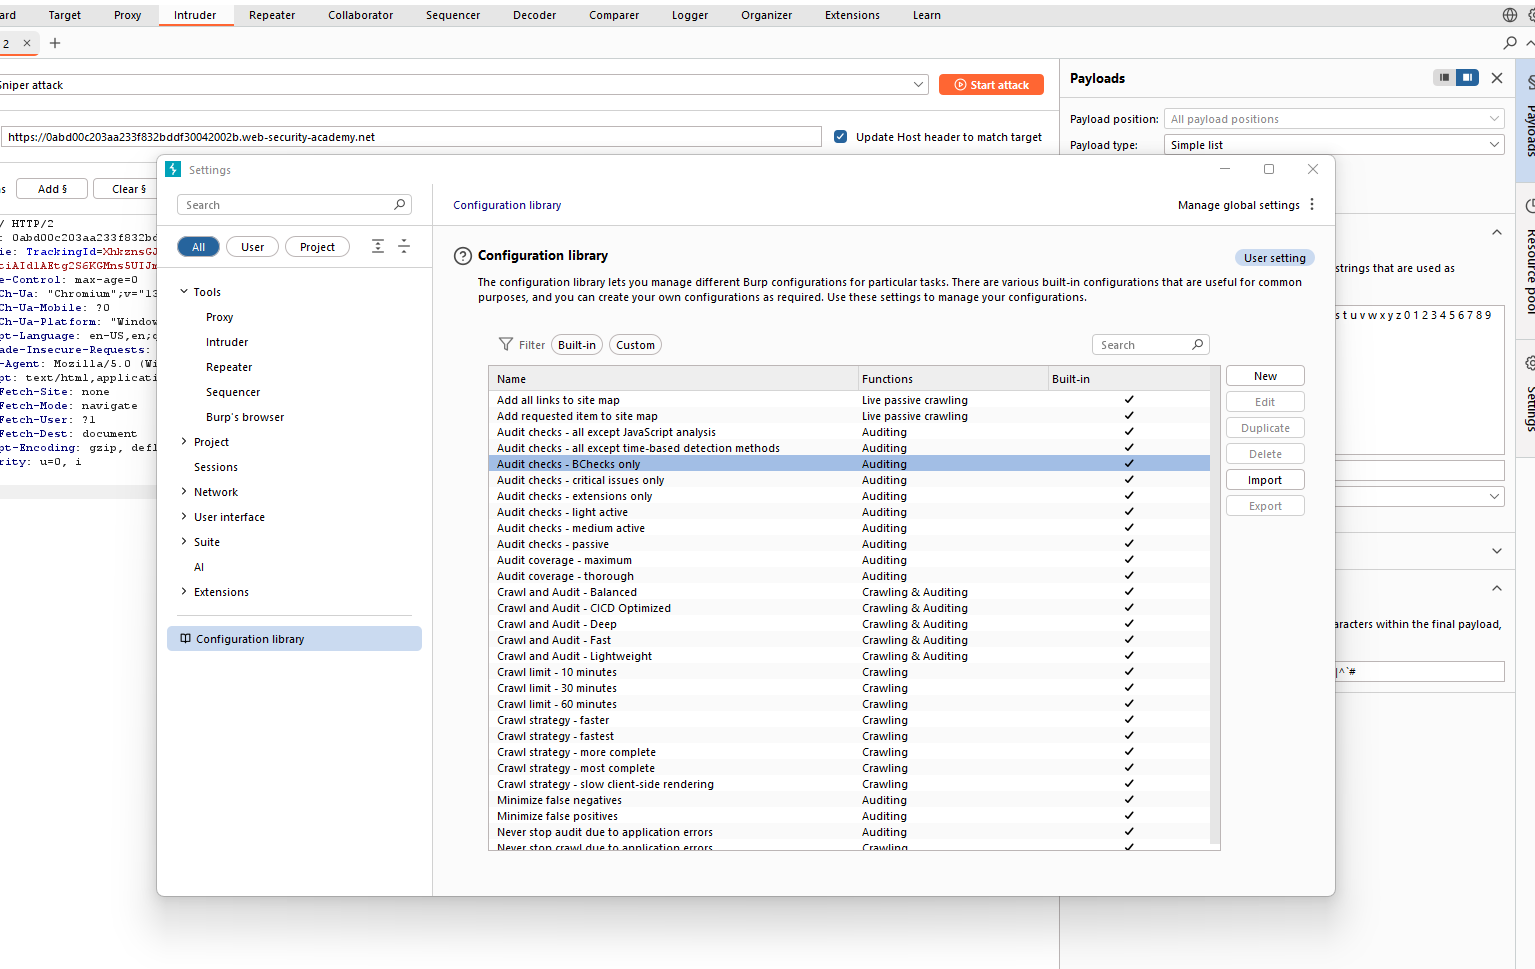 ard Target Proxy Intruder Repeater Collaborator Sequencer Decoder Comparer Logger Organizer Extensions Learn
2 × +
Sniper attack
Start attack
https://0abd00c203aa233f832bddf30042002b.web-security-academy.net
Update Host header to match target
s Add § Clear §
/ HTTP/2
: 0abd00c203aa233f832bd
ie: TrackingId=XhkznsGJ
tiAIdlAEtg2S6KGMns5UIJm
e-Control: max-age=0
Ch-Ua: "Chromium";v="13
Ch-Ua-Mobile: ?0
Ch-Ua-Platform: "Window
pt-Language: en-US,en;q
ade-Insecure-Requests:
-Agent: Mozilla/5.0 (Wi
pt: text/html,applicati
Fetch-Site: none
Fetch-Mode: navigate
Fetch-User: ?1
Fetch-Dest: document
pt-Encoding: gzip, defl
rity: u=0, i
Payloads
Payload position: All payload positions
Payload type: Simple list
strings that are used as
s t u v w x y z 0 1 2 3 4 5 6 7 8 9
aracters within the final payload,
|^`#
Payloads
Resource pool
Settings
Settings
Search
All User Project
Tools
Proxy
Intruder
Repeater
Sequencer
Burp's browser
Project
Sessions
Network
User interface
Suite
AI
Extensions
Configuration library
Configuration library
Manage global settings
Configuration library
User setting
The configuration library lets you manage different Burp configurations for particular tasks. There are various built-in configurations that are useful for common
purposes, and you can create your own configurations as required. Use these settings to manage your configurations.
Filter Built-in Custom Search
Name Functions Built-in
Add all links to site map Live passive crawling ✓
Add requested item to site map Live passive crawling ✓
Audit checks - all except JavaScript analysis Auditing ✓
Audit checks - all except time-based detection methods Auditing ✓
Audit checks - BChecks only Auditing ✓
Audit checks - critical issues only Auditing ✓
Audit checks - extensions only Auditing ✓
Audit checks - light active Auditing ✓
Audit checks - medium active Auditing ✓
Audit checks - passive Auditing ✓
Audit coverage - maximum Auditing ✓
Audit coverage - thorough Auditing ✓
Crawl and Audit - Balanced Crawling & Auditing ✓
Crawl and Audit - CICD Optimized Crawling & Auditing ✓
Crawl and Audit - Deep Crawling & Auditing ✓
Crawl and Audit - Fast Crawling & Auditing ✓
Crawl and Audit - Lightweight Crawling & Auditing ✓
Crawl limit - 10 minutes Crawling ✓
Crawl limit - 30 minutes Crawling ✓
Crawl limit - 60 minutes Crawling ✓
Crawl strategy - faster Crawling ✓
Crawl strategy - fastest Crawling ✓
Crawl strategy - more complete Crawling ✓
Crawl strategy - most complete Crawling ✓
Crawl strategy - slow client-side rendering Crawling ✓
Minimize false negatives Auditing ✓
Minimize false positives Auditing ✓
Never stop audit due to application errors Auditing ✓
Never stop crawl due to application errors Crawling ✓
New
Edit
Duplicate
Delete
Import
Export